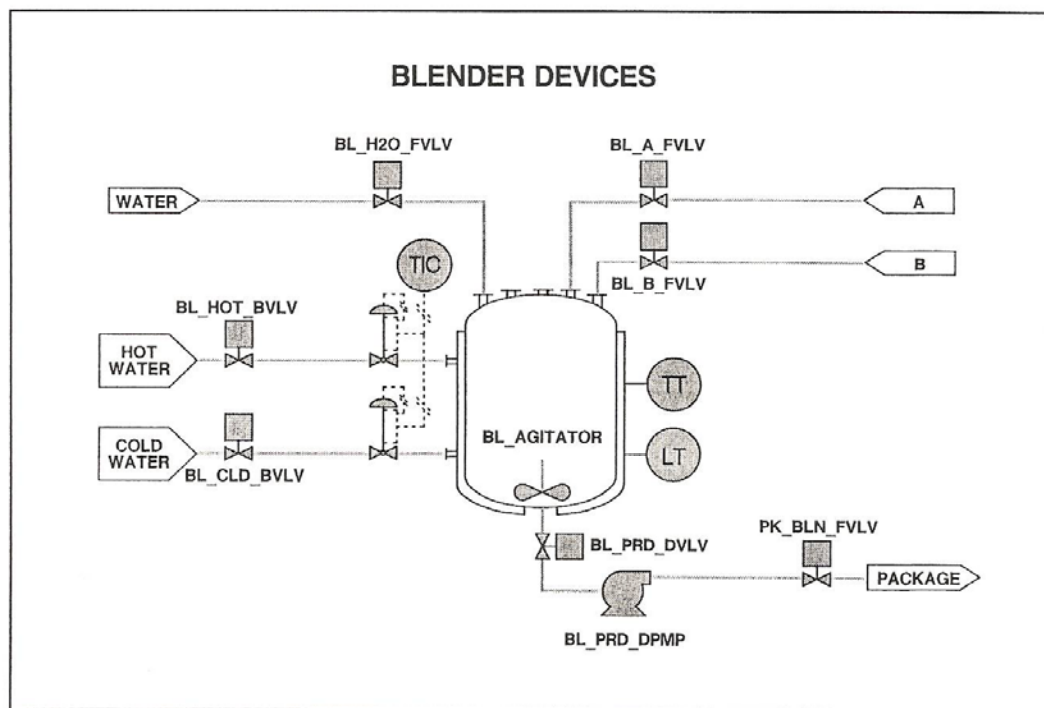 BLENDER DEVICES
BL_H2O_FVLV
BL_A_FVLV
WATER
A
BL_B_FVLV
B
TIC
BL_HOT_BVLV
HOT
WATER
TT
BL_AGITATOR
COLD
WATER
BL_CLD_BVLV
LT
BL_PRD_DVLV
PK_BLN_FVLV
PACKAGE
BL_PRD_DPMP